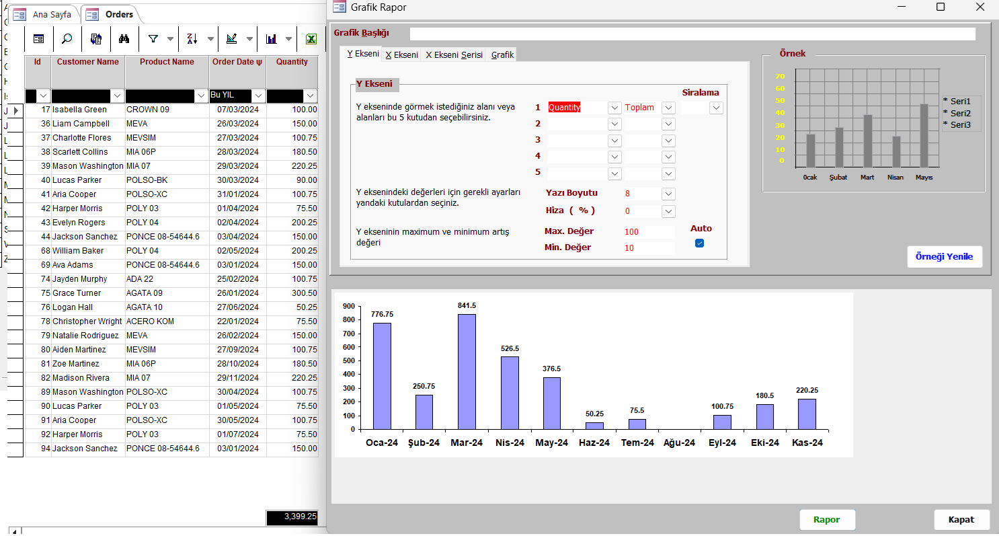 Ana Sayfa
Orders
Id Customer Name Product Name Order Date ψ Quantity
Bu YIL
17 Isabella Green CROWN 09 07/03/2024 100.00
36 Liam Campbell MEVA 26/03/2024 150.00
37 Charlotte Flores MEVSIM 27/03/2024 100.75
38 Scarlett Collins MIA 06P 28/03/2024 180.50
39 Mason Washington MIA 07 29/03/2024 220.25
40 Lucas Parker POLSO-BK 30/03/2024 90.00
41 Aria Cooper POLSO-XC 31/01/2024 100.75
42 Harper Morris POLY 03 01/04/2024 75.50
43 Evelyn Rogers POLY 04 02/04/2024 200.25
44 Jackson Sanchez PONCE 08-54644.6 03/04/2024 150.00
68 William Baker POLY 04 02/05/2024 200.25
69 Ava Adams PONCE 08-54644.6 03/01/2024 150.00
74 Jayden Murphy ADA 22 25/02/2024 100.75
75 Grace Turner AGATA 09 26/01/2024 300.50
76 Logan Hall AGATA 10 27/06/2024 50.25
78 Christopher Wright ACERO KOM 22/01/2024 75.50
79 Natalie Rodriguez MEVA 26/02/2024 150.00
80 Aiden Martinez MEVSIM 27/09/2024 100.75
81 Zoe Martinez MIA 06P 28/10/2024 180.50
82 Madison Rivera MIA 07 29/11/2024 220.25
89 Mason Washington POLSO-XC 30/04/2024 100.75
90 Lucas Parker POLY 03 01/05/2024 75.50
91 Aria Cooper POLSO-XC 30/05/2024 100.75
92 Harper Morris POLY 03 01/07/2024 75.50
94 Jackson Sanchez PONCE 08-54644.6 03/01/2024 150.00
3,399.25
Grafik Rapor
Grafik Başlığı
Y Ekseni X Ekseni X Ekseni Serisi Grafik
Y Ekseni
Siralama
Y ekseninde görmek istediğiniz alanı veya
alanları bu 5 kutudan seçebilirsiniz.
1 Quantity Toplam
2
3
4
5
Y eksenindeki değerleri için gerekli ayarları
yandaki kutulardan seçiniz.
Yazı Boyutu 8
Hiza ( % ) 0
Y ekseninin maximum ve minimum artış
değeri
Max. Değer 100
Min. Değer 10
Auto
Örnek
70
60
50
40
30
20
10
0
Ocak Şubat Mart Nisan Mayıs
* Seri1
* Seri2
* Seri3
Örneği Yenile
900
800
700
600
500
400
300
200
100
0
776.75
250.75
841.5
526.5
376.5
50.25
75.5
100.75
180.5
220.25
Oca-24 Şub-24 Mar-24 Nis-24 May-24 Haz-24 Tem-24 Ağu-24 Eyl-24 Eki-24 Kas-24
Rapor
Kapat